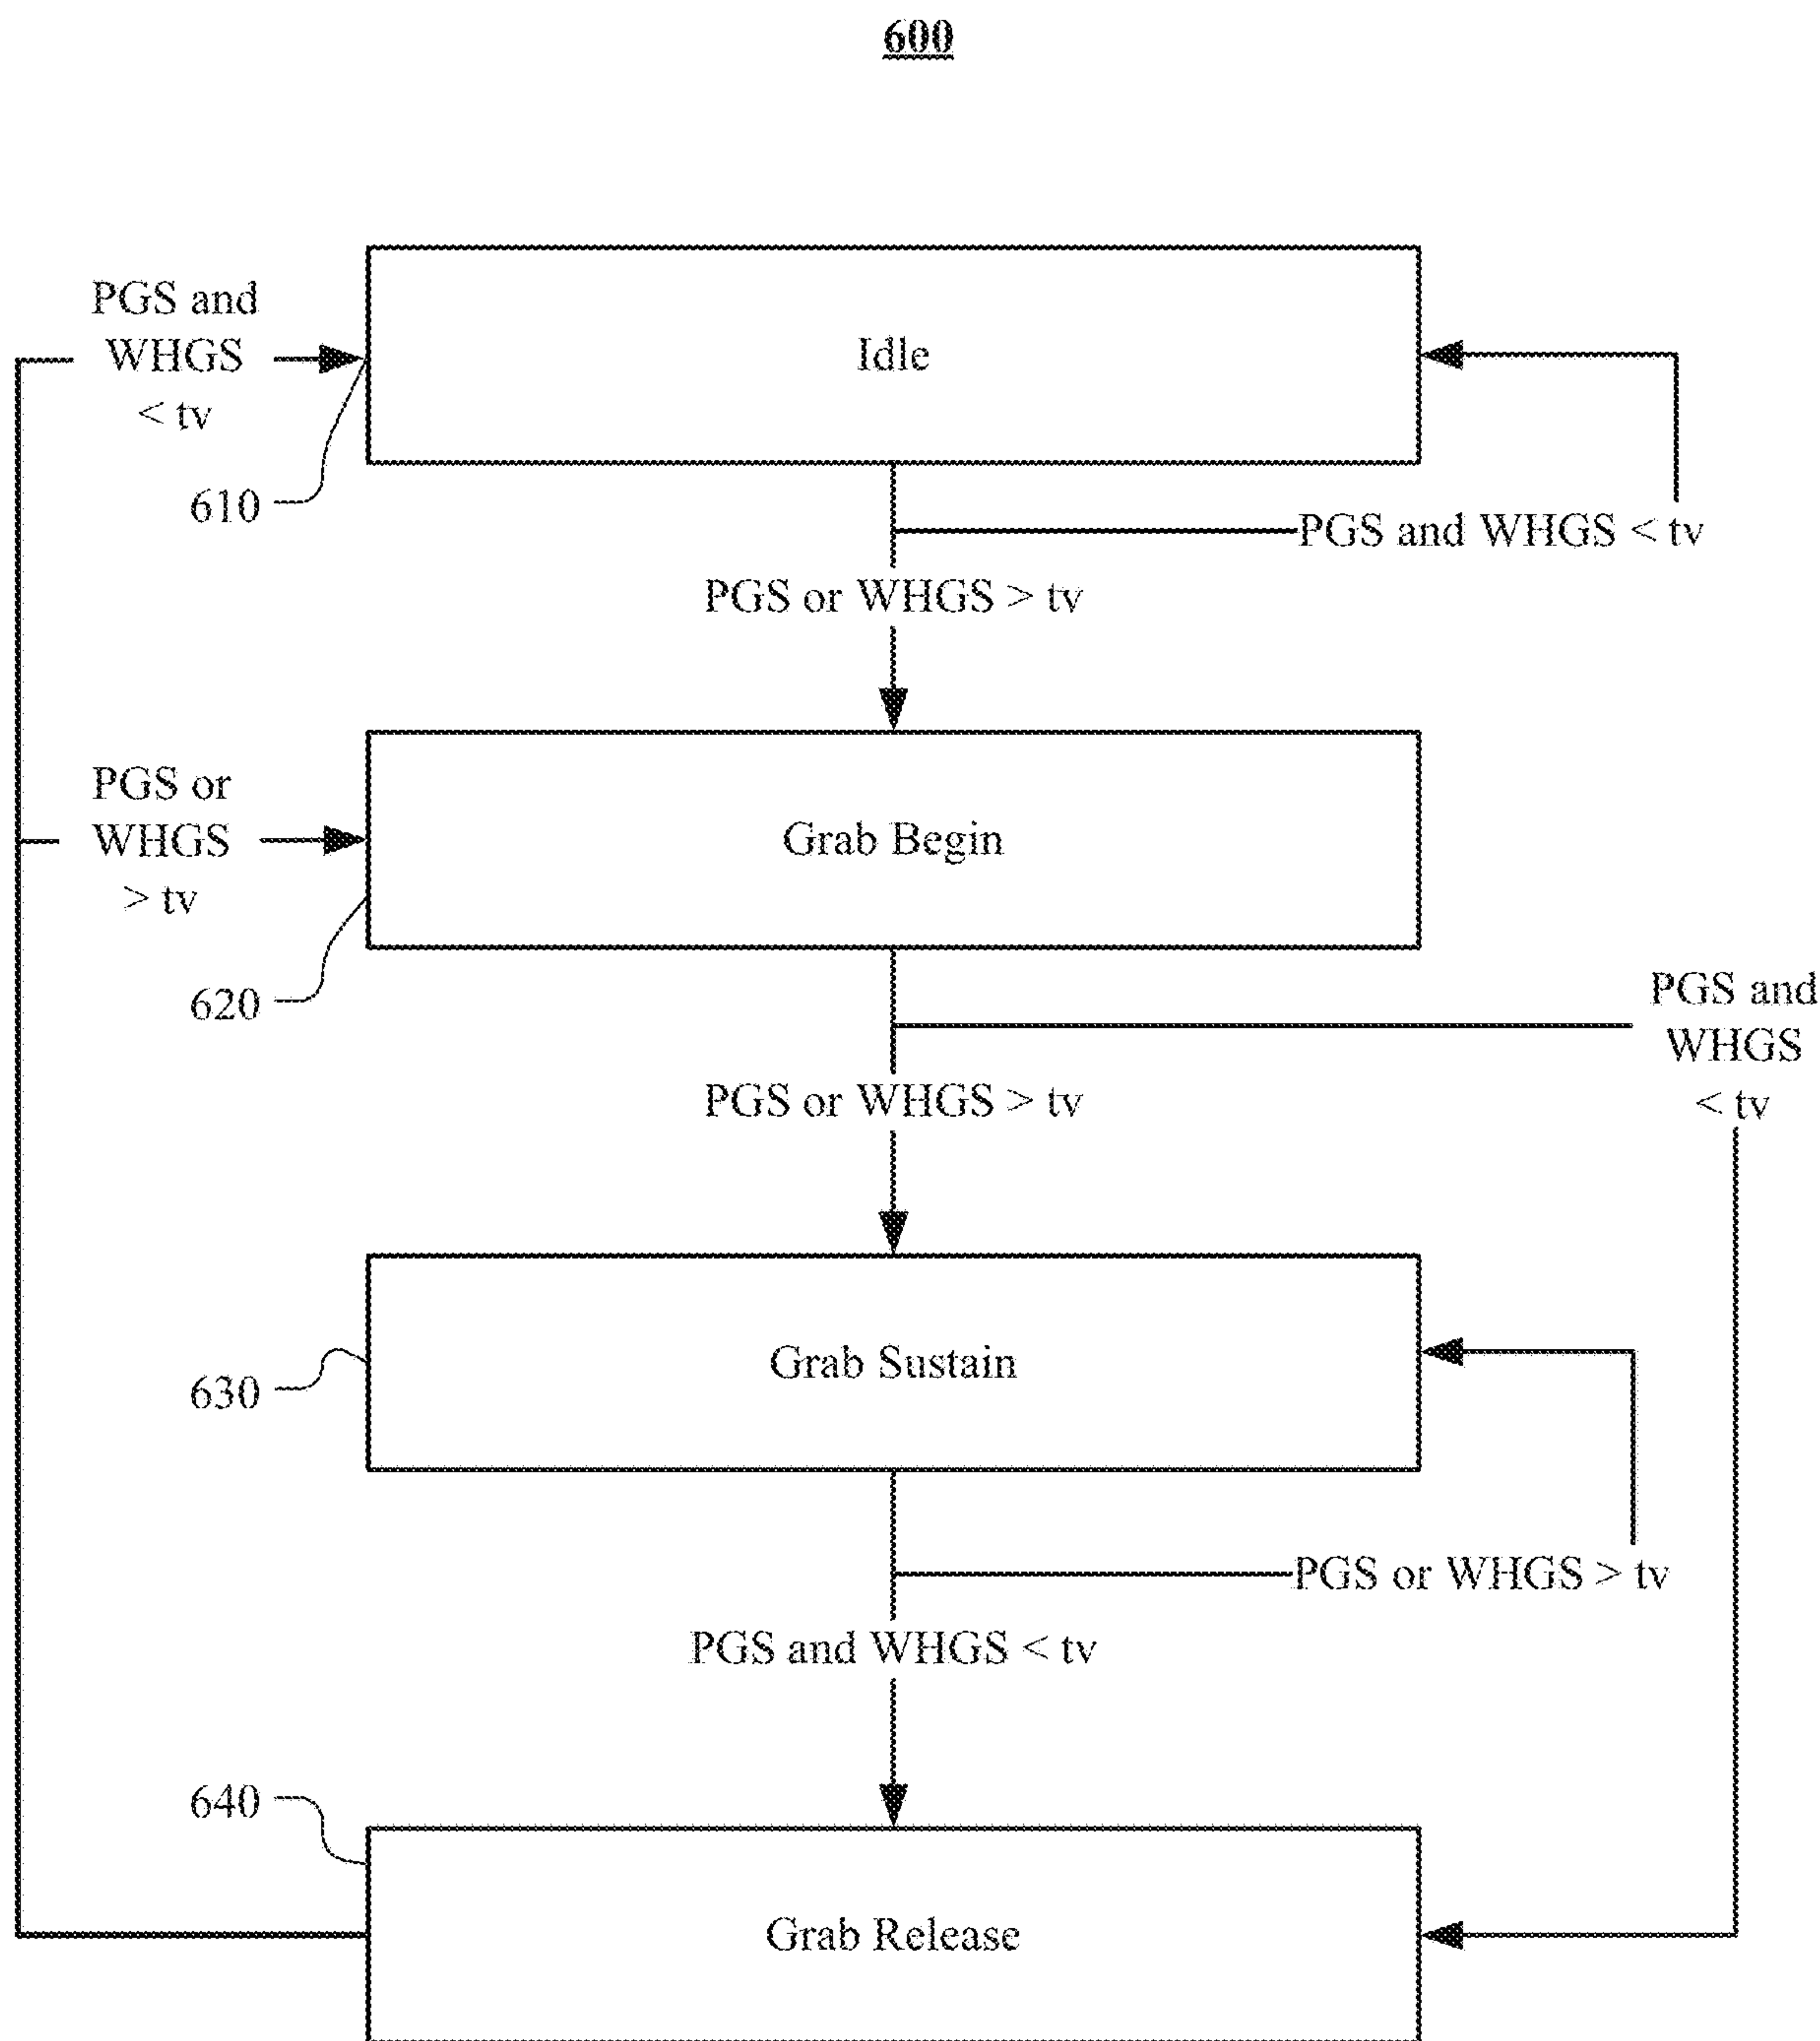 600
PGS and
WHGS
< tv
Idle
610
PGS and WHGS < tv
PGS or WHGS > tv
PGS or
WHGS
> tv
Grab Begin
620
PGS and
WHGS
< tv
PGS or WHGS > tv
Grab Sustain
630
PGS or WHGS > tv
PGS and WHGS < tv
640
Grab Release